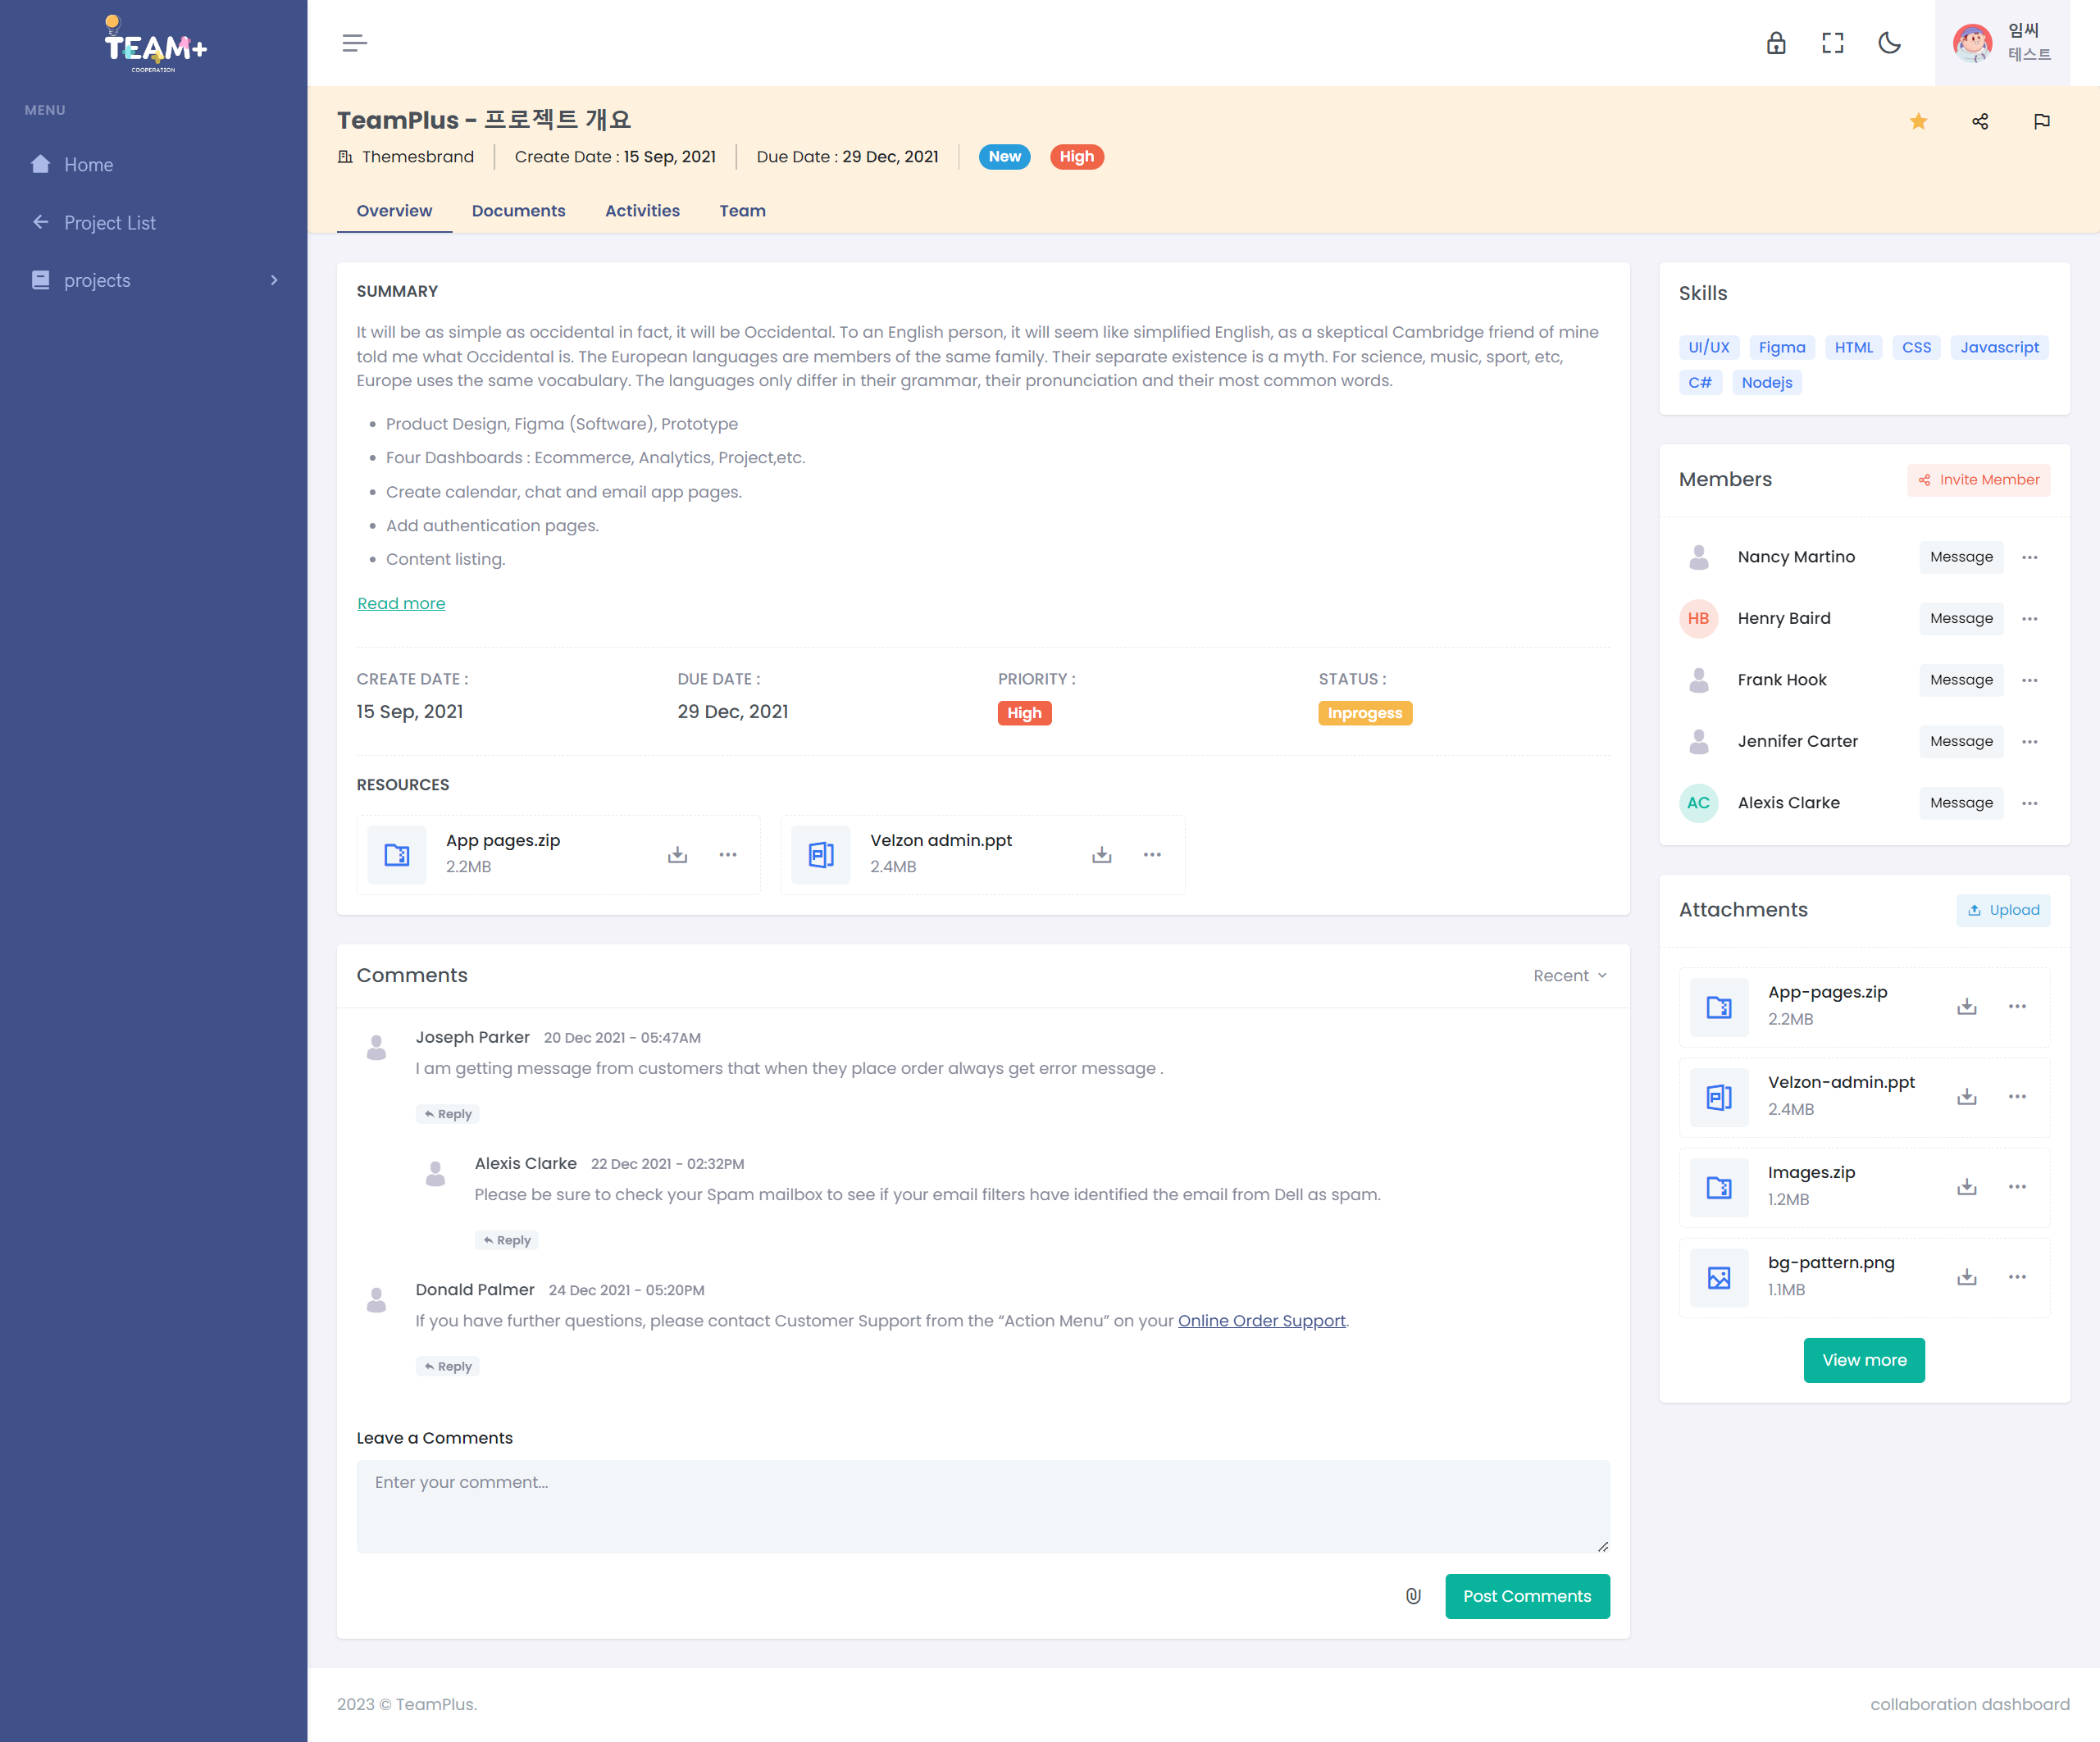 TEAM+
COOPERATION
MENU
Home
Project List
projects
임씨
테스트
TeamPlus - 프로젝트 개요
Themesbrand
Create Date : 15 Sep, 2021
Due Date : 29 Dec, 2021
New
High
Overview
Documents
Activities
Team
SUMMARY
It will be as simple as occidental in fact, it will be Occidental. To an English person, it will seem like simplified English, as a skeptical Cambridge friend of mine
told me what Occidental is. The European languages are members of the same family. Their separate existence is a myth. For science, music, sport, etc,
Europe uses the same vocabulary. The languages only differ in their grammar, their pronunciation and their most common words.
Product Design, Figma (Software), Prototype
Four Dashboards : Ecommerce, Analytics, Project,etc.
Create calendar, chat and email app pages.
Add authentication pages.
Content listing.
Read more
CREATE DATE :
15 Sep, 2021
DUE DATE :
29 Dec, 2021
PRIORITY :
High
STATUS :
Inprogess
RESOURCES
App pages.zip
2.2MB
Velzon admin.ppt
2.4MB
Comments
Recent
Joseph Parker 20 Dec 2021 - 05:47AM
I am getting message from customers that when they place order always get error message .
Reply
Alexis Clarke 22 Dec 2021 - 02:32PM
Please be sure to check your Spam mailbox to see if your email filters have identified the email from Dell as spam.
Reply
Donald Palmer 24 Dec 2021 - 05:20PM
If you have further questions, please contact Customer Support from the “Action Menu” on your Online Order Support.
Reply
Leave a Comments
Enter your comment...
Post Comments
Skills
UI/UX Figma HTML CSS Javascript
C# Nodejs
Members
Invite Member
Nancy Martino
Message
HB
Henry Baird
Message
Frank Hook
Message
Jennifer Carter
Message
AC
Alexis Clarke
Message
Attachments
Upload
App-pages.zip
2.2MB
Velzon-admin.ppt
2.4MB
Images.zip
1.2MB
bg-pattern.png
1.1MB
View more
2023 © TeamPlus.
collaboration dashboard